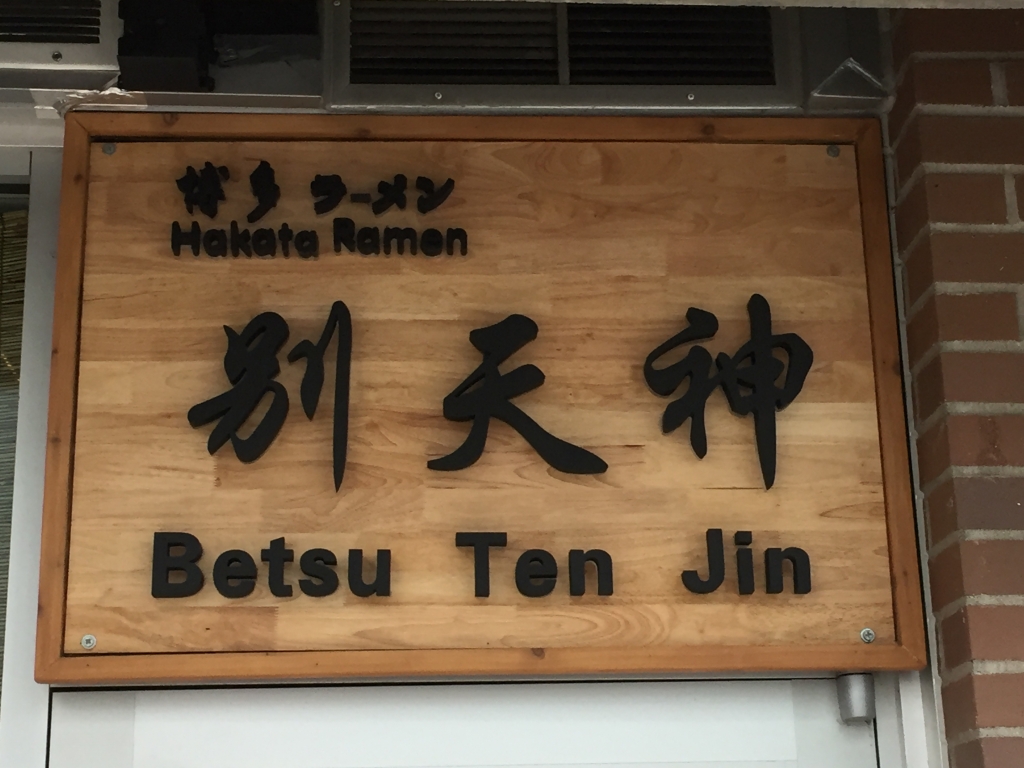 博多 ラーメン
Hakata Ramen
別天神
Betsu Ten Jin